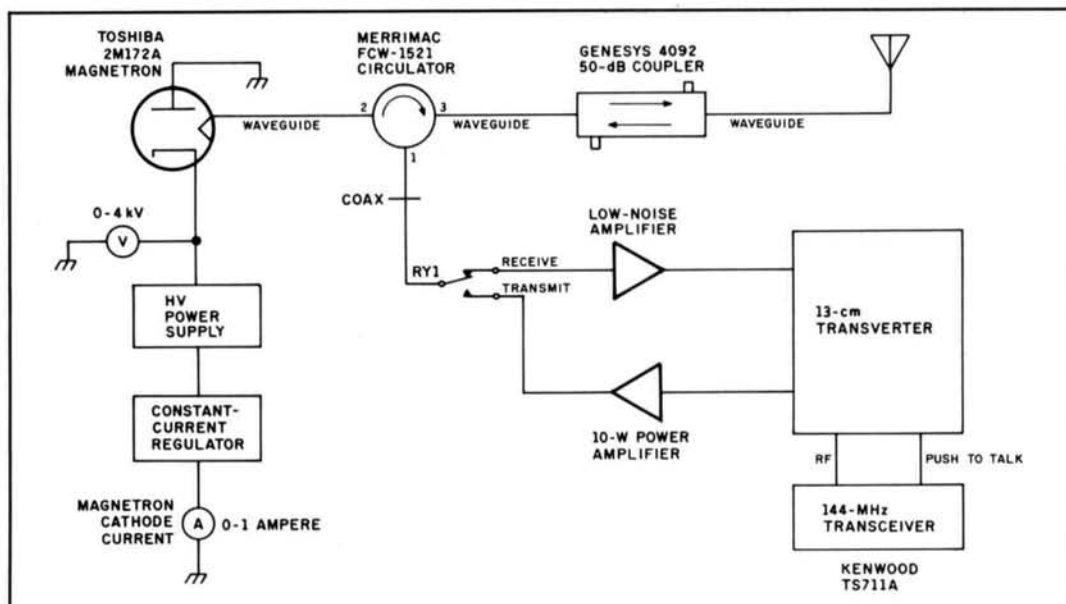 TOSHIBA
2M172A
MAGNETRON
MERRIMAC
FCW-1521
CIRCULATOR
GENESYS 4092
50-dB COUPLER
2
3
1
WAVEGUIDE
WAVEGUIDE
WAVEGUIDE
COAX
0-4 kV
V
LOW-NOISE
AMPLIFIER
RY1
RECEIVE
TRANSMIT
HV
POWER
SUPPLY
13-cm
TRANSVERTER
CONSTANT-
CURRENT
REGULATOR
10-W POWER
AMPLIFIER
RF
PUSH TO TALK
MAGNETRON
CATHODE
CURRENT
A
0-1 AMPERE
144-MHz
TRANSCEIVER
KENWOOD
TS711A